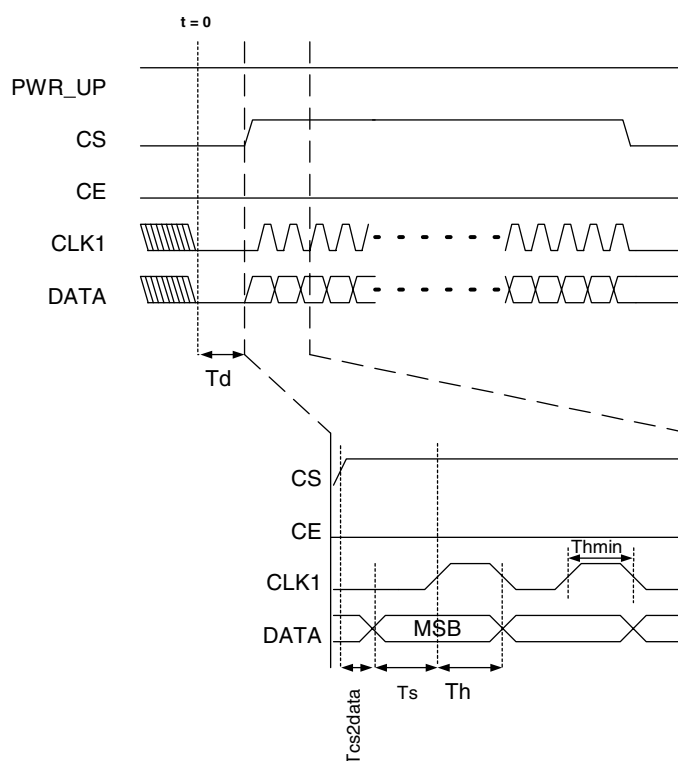 t = 0
PWR_UP
CS
CE
CLK1
DATA
Td
CS
CE
Thmin
CLK1
DATA
MSB
Ts
Th
Tcs2data